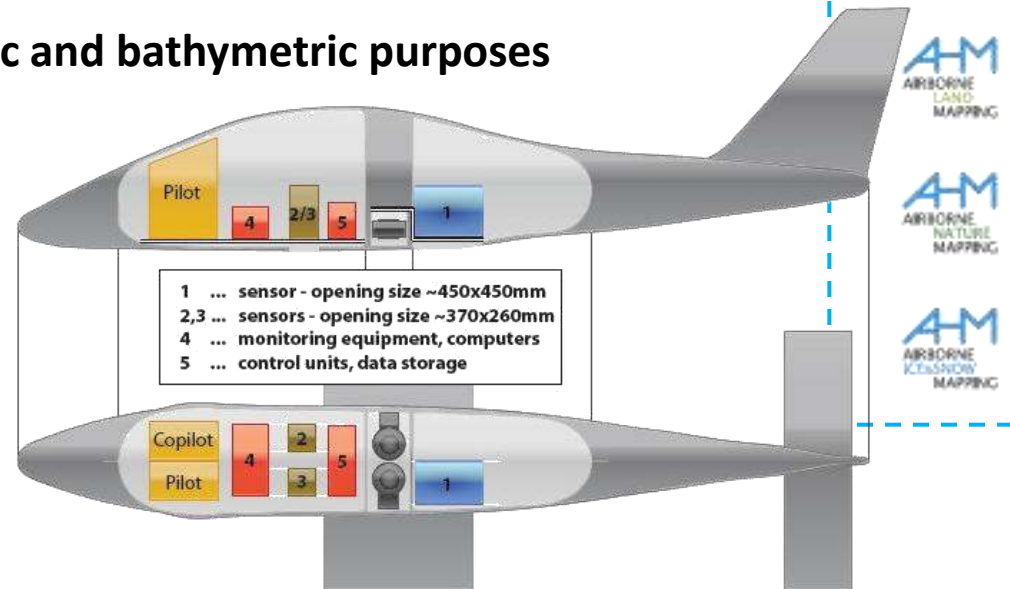 c and bathymetric purposes
AHM
AIRBORNE
LAND
MAPPING
Pilot
4
2/3
5
1
AHM
AIRBORNE
NATURE
MAPPING
1 ... sensor - opening size ~450x450mm
2,3 ... sensors - opening size ~370x260mm
4 ... monitoring equipment, computers
5 ... control units, data storage
AHM
AIRBORNE
ICE&SNOW
MAPPING
Copilot
Pilot
4
2
3
5
1